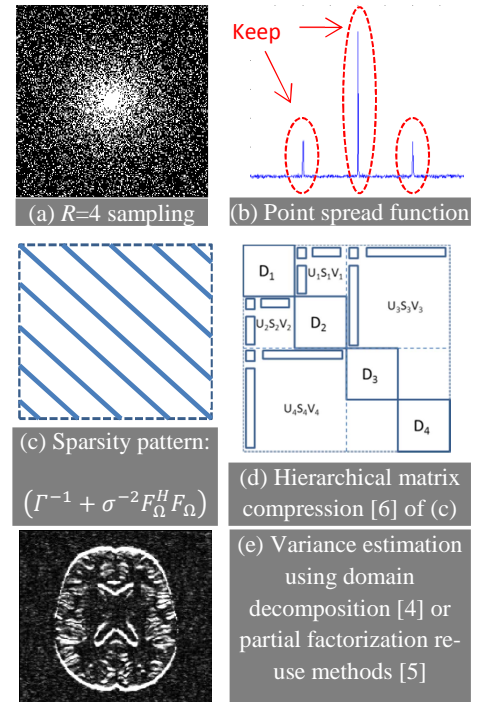 Keep
(a) R=4 sampling
(b) Point spread function
D₁
U₁S₁V₁
U₃S₃V₃
U₂S₂V₂
D₂
U₄S₄V₄
D₃
D₄
(c) Sparsity pattern:
(Γ⁻¹ + σ⁻²F_Ω^H F_Ω)
(d) Hierarchical matrix
compression [6] of (c)
(e) Variance estimation
using domain
decomposition [4] or
partial factorization re-
use methods [5]